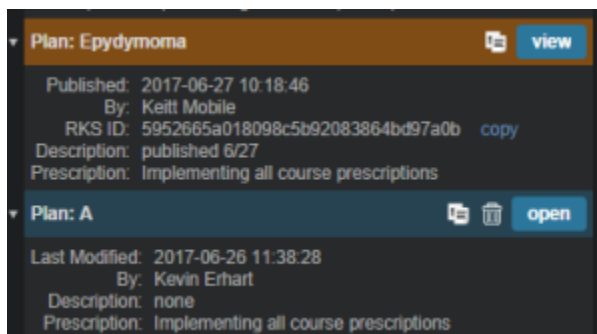 Plan: Epydymoma view
Published: 2017-06-27 10:18:46
By: Keitt Mobile
RKS ID: 5952665a018098c5b92083864bd97a0b copy
Description: published 6/27
Prescription: Implementing all course prescriptions
Plan: A open
Last Modified: 2017-06-26 11:38:28
By: Kevin Erhart
Description: none
Prescription: Implementing all course prescriptions